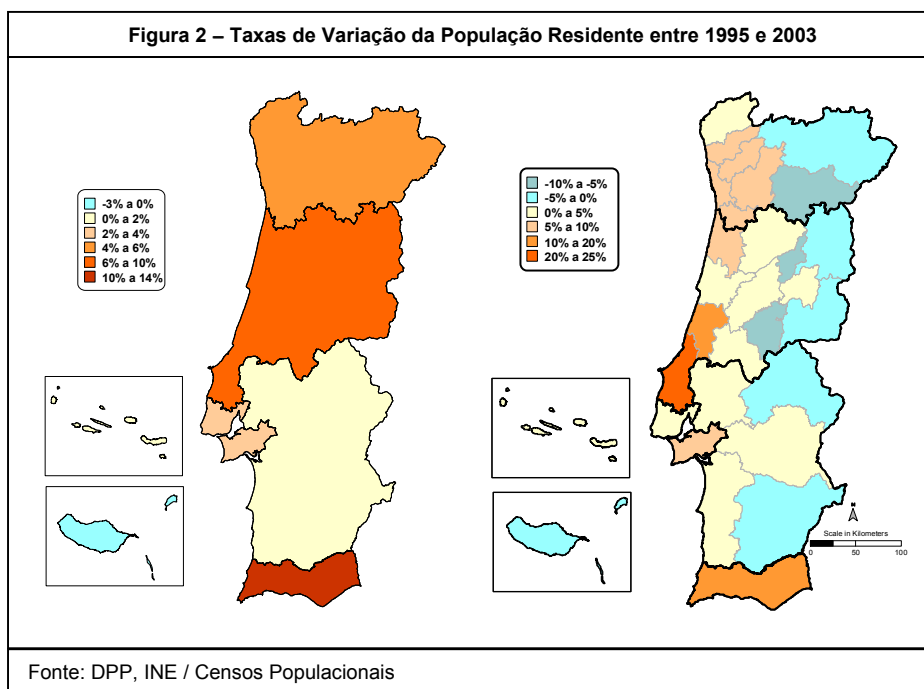 Figura 2 – Taxas de Variação da População Residente entre 1995 e 2003
-3% a 0%
0% a 2%
2% a 4%
4% a 6%
6% a 10%
10% a 14%
-10% a -5%
-5% a 0%
0% a 5%
5% a 10%
10% a 20%
20% a 25%
N
Scale in Kilometers
0 50 100
Fonte: DPP, INE / Censos Populacionais